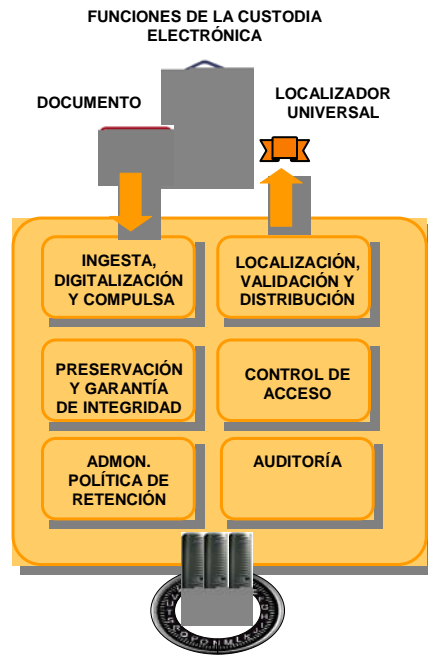 FUNCIONES DE LA CUSTODIA
ELECTRÓNICA
DOCUMENTO
LOCALIZADOR
UNIVERSAL
INGESTA,
DIGITALIZACIÓN
Y COMPULSA
LOCALIZACIÓN,
VALIDACIÓN Y
DISTRIBUCIÓN
PRESERVACIÓN
Y GARANTÍA
DE INTEGRIDAD
CONTROL DE
ACCESO
ADMON.
POLÍTICA DE
RETENCIÓN
AUDITORÍA